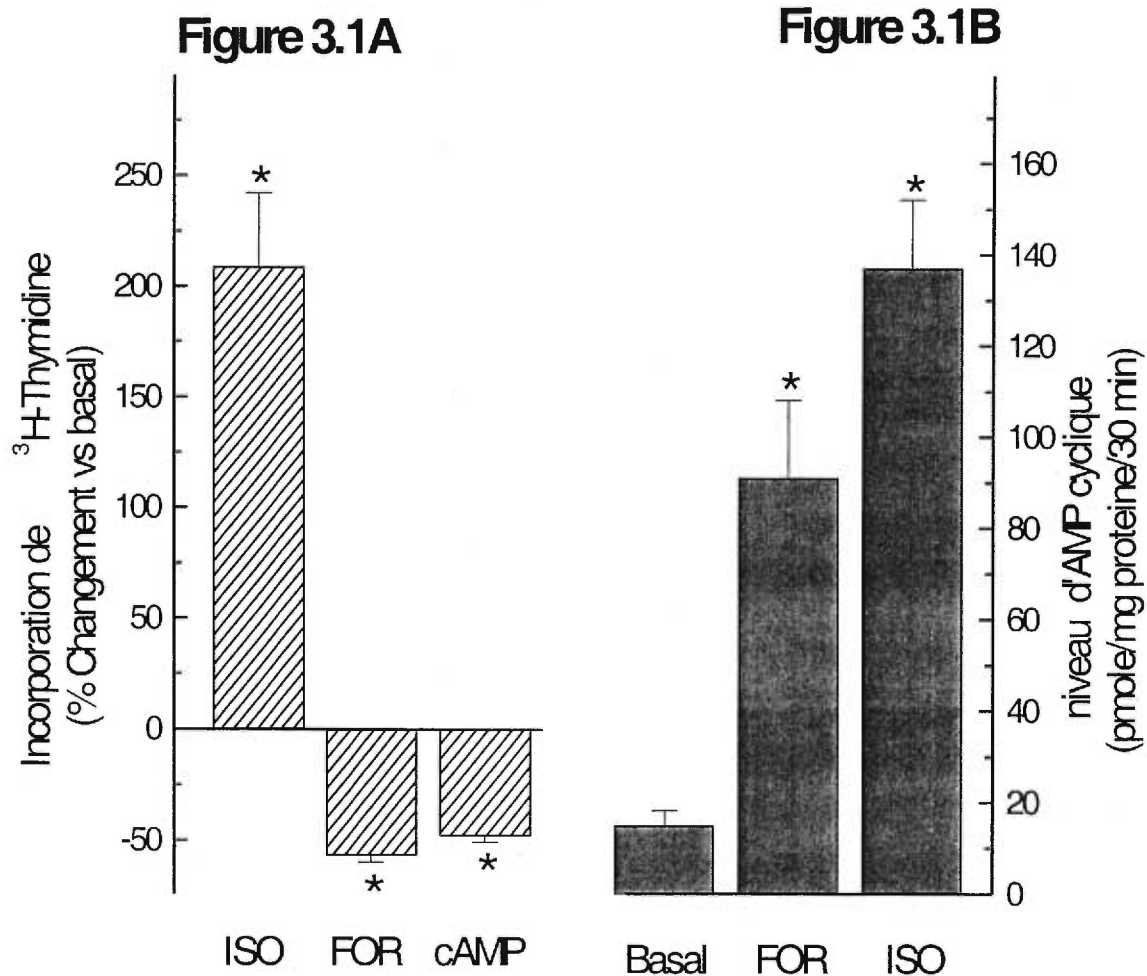 Figure 3.1A
Incorporation de ³H-Thymidine
(% Changement vs basal)
250
200
150
100
50
0
-50
*
*
*
ISO FOR cAMP
Figure 3.1B
*
*
160
140
120
100
80
60
40
20
0
niveau d'AMP cyclique
(pmole/mg proteine/30 min)
Basal FOR ISO